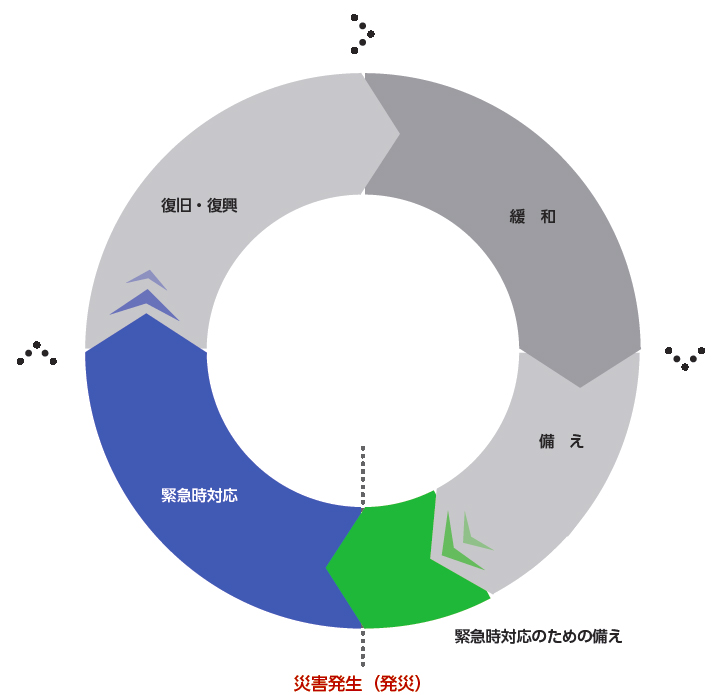 復旧・復興
緩　和
備　え
緊急時対応
緊急時対応のための備え
災害発生（発災）